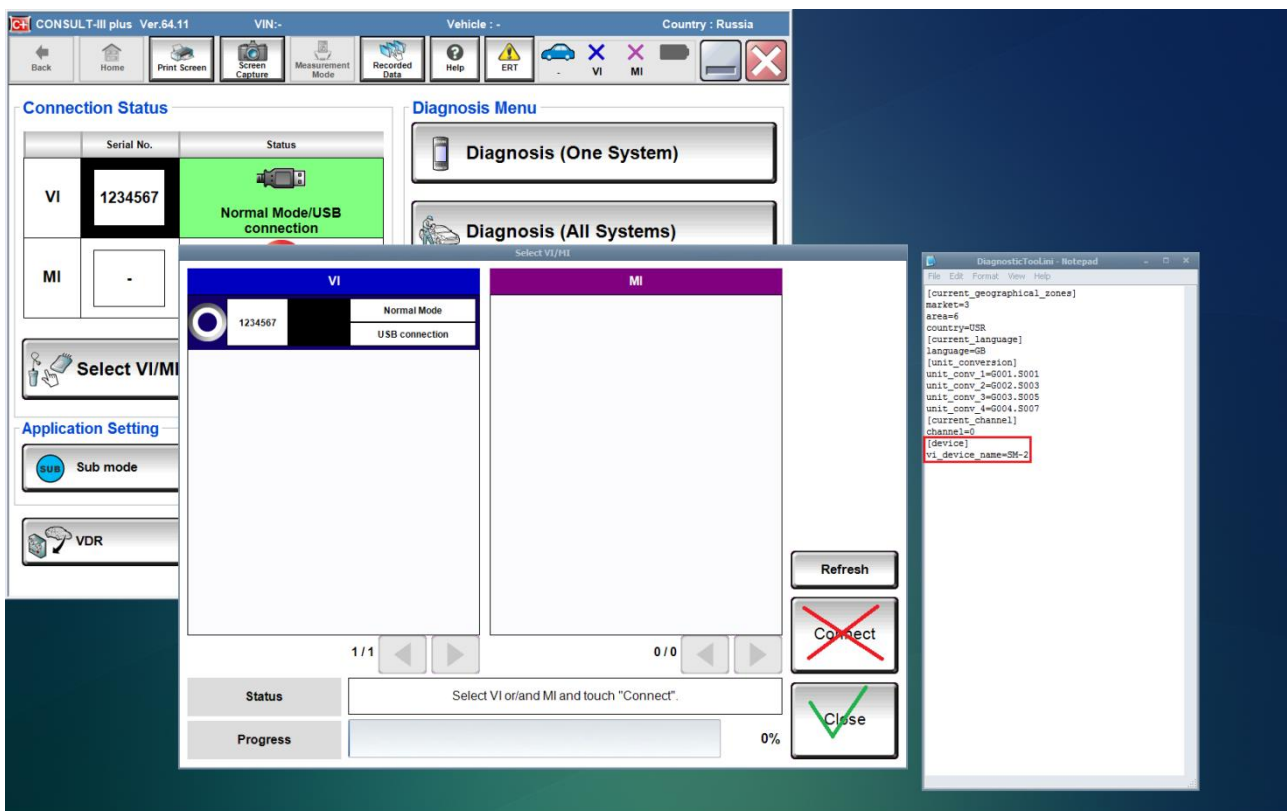 C+ CONSULT-III plus Ver.64.11 VIN:- Vehicle : - Country : Russia
Back
Home
Print Screen
Screen
Capture
Measurement
Mode
Recorded
Data
Help
ERT
-
VI
MI
Connection Status
Serial No. Status
VI
1234567
Normal Mode/USB
connection
MI
-
Select VI/MI
Application Setting
SUB Sub mode
VDR
Diagnosis Menu
Diagnosis (One System)
Diagnosis (All Systems)
Select VI/MI
VI
MI
1234567
Normal Mode
USB connection
1/1
0/0
Refresh
Connect
Close
Status
Select VI or/and MI and touch "Connect".
Progress
0%
DiagnosticTool.ini - Notepad
File Edit Format View Help
[current_geographical_zones]
market=3
area=6
country=USR
[current_language]
language=GB
[unit_conversion]
unit_conv_1=G001.S001
unit_conv_2=G002.S003
unit_conv_3=G003.S005
unit_conv_4=G004.S007
[current_channel]
channel=0
[device]
vi_device_name=SM-2